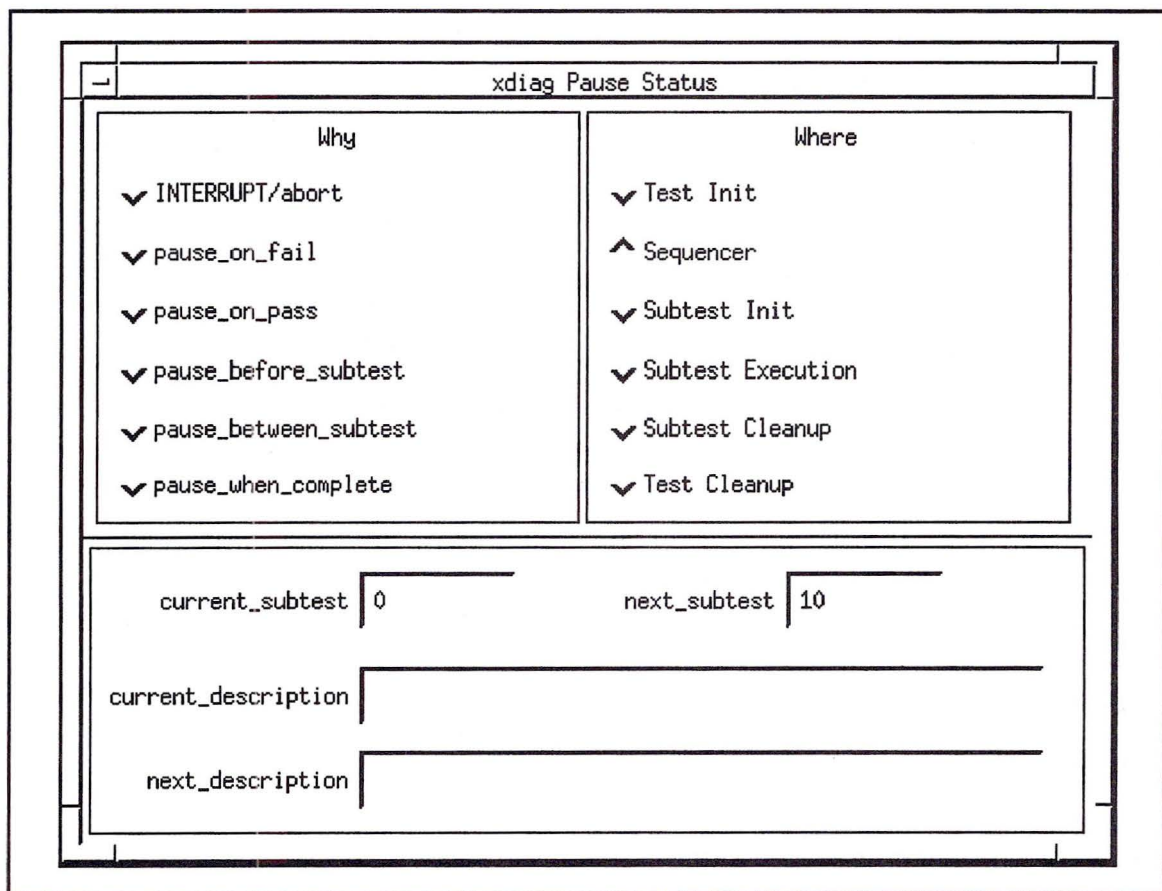 xdiag Pause Status
Why
INTERRUPT/abort
pause_on_fail
pause_on_pass
pause_before_subtest
pause_between_subtest
pause_when_complete
Where
Test Init
Sequencer
Subtest Init
Subtest Execution
Subtest Cleanup
Test Cleanup
current_subtest 0 next_subtest 10
current_description
next_description